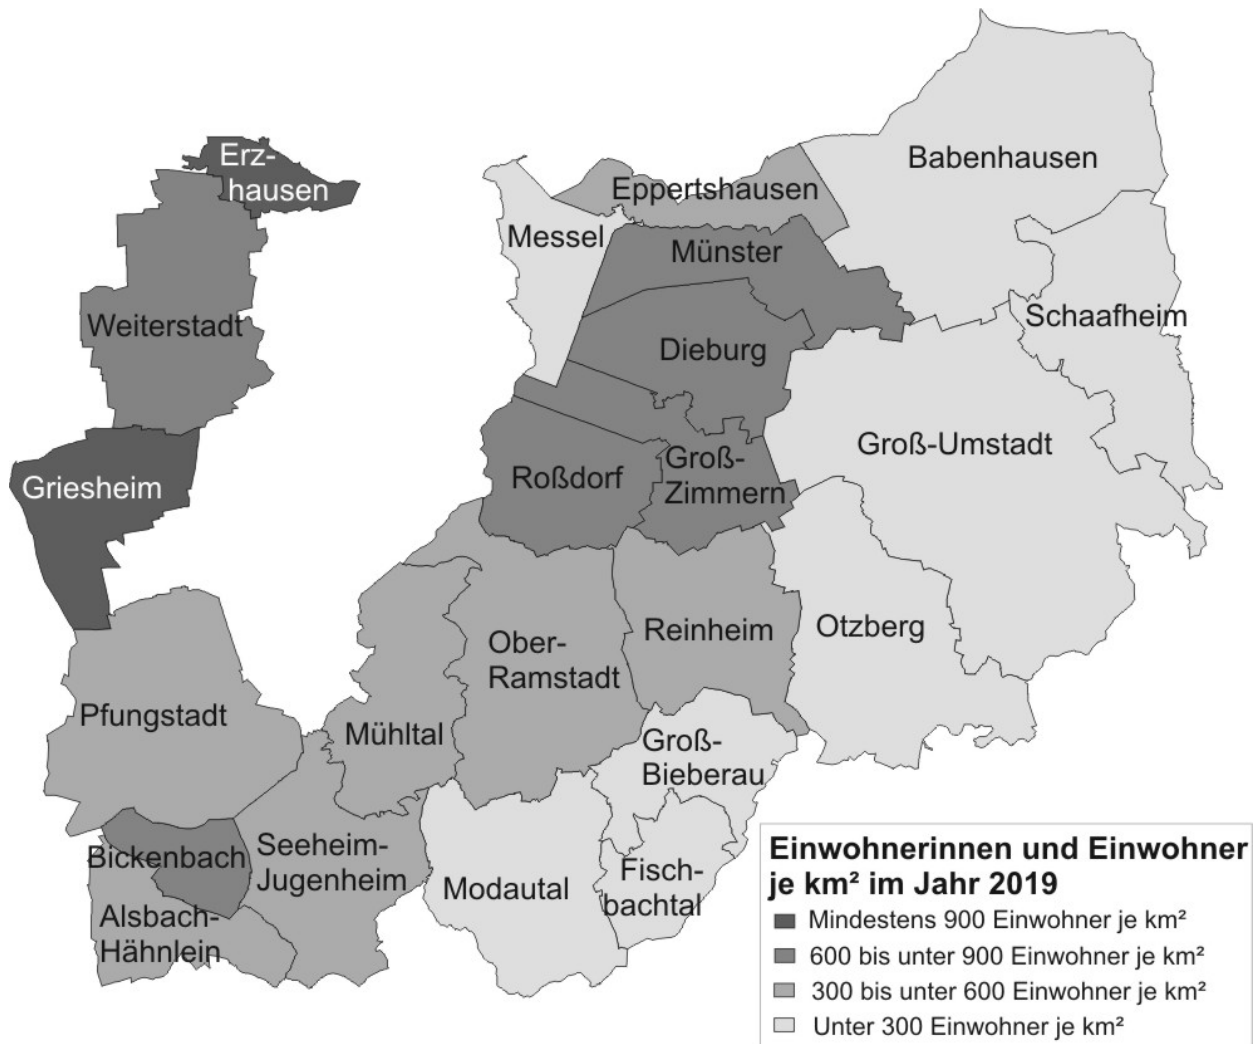 Erz-
hausen
Babenhausen
Eppertshausen
Messel
Münster
Weiterstadt
Schaafheim
Dieburg
Groß-Umstadt
Griesheim
Roßdorf
Groß-
Zimmern
Otzberg
Reinheim
Ober-
Ramstadt
Pfungstadt
Mühltal
Groß-
Bieberau
Bickenbach
Seeheim-
Jugenheim
Modautal
Fisch-
bachtal
Alsbach-
Hähnlein
Einwohnerinnen und Einwohner
je km² im Jahr 2019
Mindestens 900 Einwohner je km²
600 bis unter 900 Einwohner je km²
300 bis unter 600 Einwohner je km²
Unter 300 Einwohner je km²